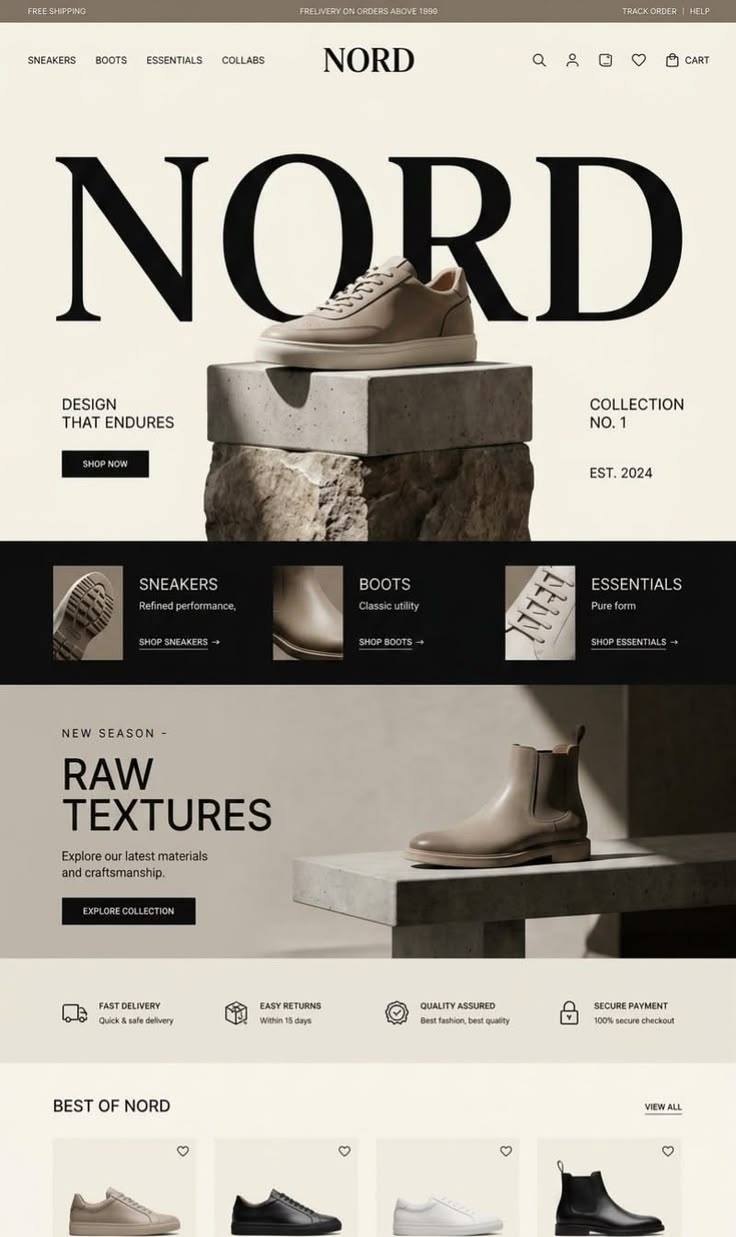 FREE SHIPPING
FRELIVERY ON ORDERS ABOVE 1990
TRACK ORDER | HELP
SNEAKERS BOOTS ESSENTIALS COLLABS
NORD
CART
NORD
DESIGN
THAT ENDURES
SHOP NOW
COLLECTION
NO. 1
EST. 2024
SNEAKERS
Refined performance,
SHOP SNEAKERS →
BOOTS
Classic utility
SHOP BOOTS →
ESSENTIALS
Pure form
SHOP ESSENTIALS →
NEW SEASON -
RAW
TEXTURES
Explore our latest materials
and craftsmanship.
EXPLORE COLLECTION
FAST DELIVERY
Quick & safe delivery
EASY RETURNS
Within 15 days
QUALITY ASSURED
Best fashion, best quality
SECURE PAYMENT
100% secure checkout
BEST OF NORD
VIEW ALL